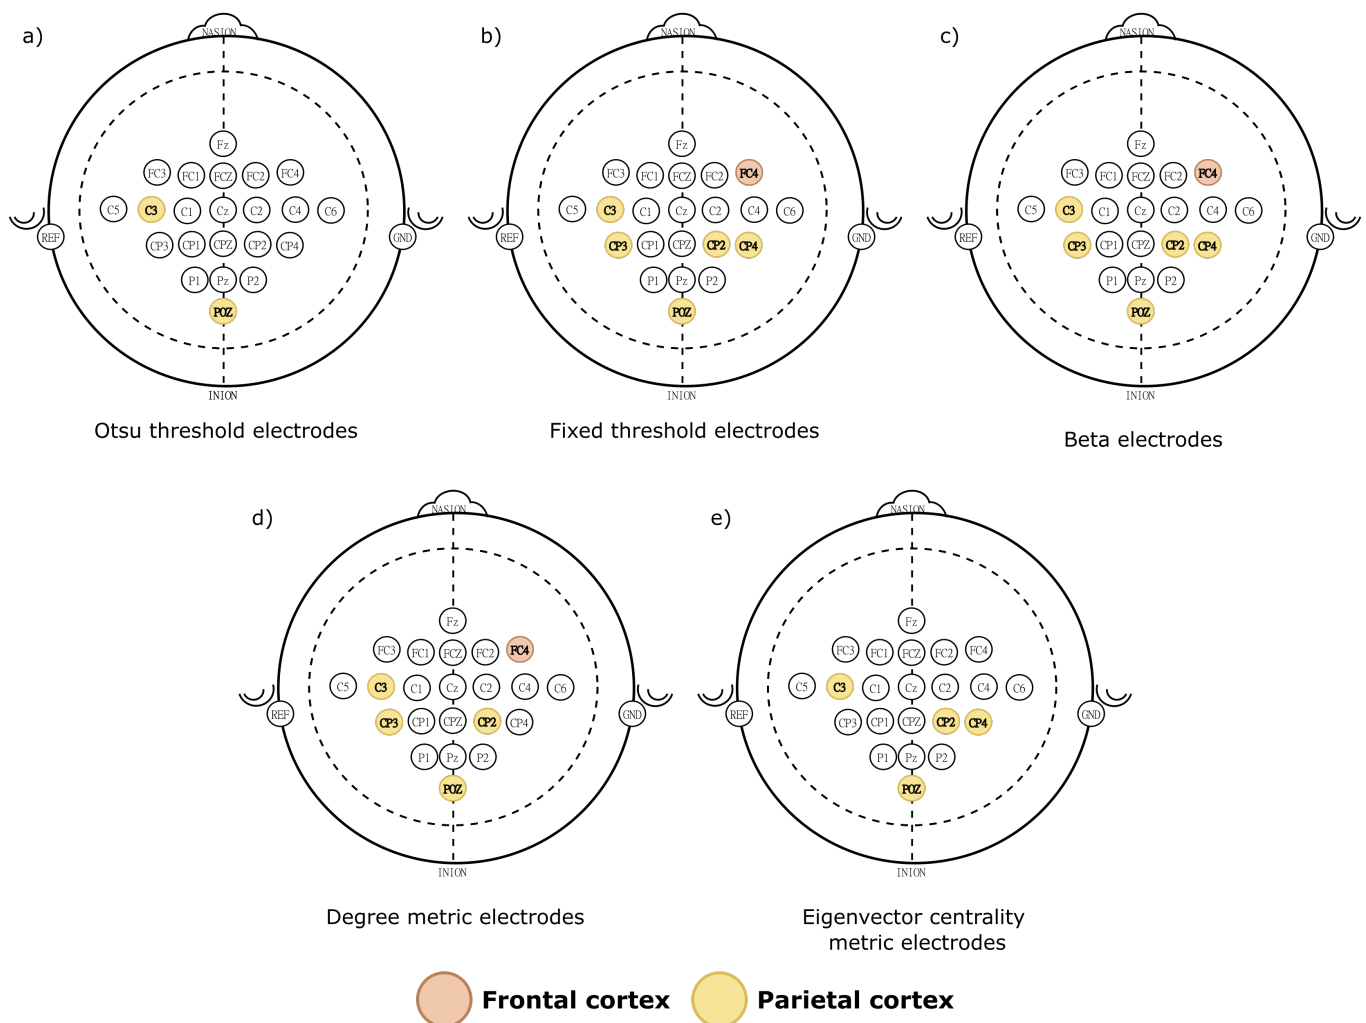 a)
NASION
Fz
FC3 FC1 FCZ FC2 FC4
C5 C3 C1 Cz C2 C4 C6
REF CP3 CP1 CPZ CP2 CP4 GND
P1 Pz P2
POZ
INION
Otsu threshold electrodes
b)
NASION
Fz
FC3 FC1 FCZ FC2 FC4
C5 C3 C1 Cz C2 C4 C6
REF CP3 CP1 CPZ CP2 CP4 GND
P1 Pz P2
POZ
INION
Fixed threshold electrodes
c)
NASION
Fz
FC3 FC1 FCZ FC2 FC4
C5 C3 C1 Cz C2 C4 C6
REF CP3 CP1 CPZ CP2 CP4 GND
P1 Pz P2
POZ
INION
Beta electrodes
d)
NASION
Fz
FC3 FC1 FCZ FC2 FC4
C5 C3 C1 Cz C2 C4 C6
REF CP3 CP1 CPZ CP2 CP4 GND
P1 Pz P2
POZ
INION
Degree metric electrodes
e)
NASION
Fz
FC3 FC1 FCZ FC2 FC4
C5 C3 C1 Cz C2 C4 C6
REF CP3 CP1 CPZ CP2 CP4 GND
P1 Pz P2
POZ
INION
Eigenvector centrality
metric electrodes
Frontal cortex
Parietal cortex